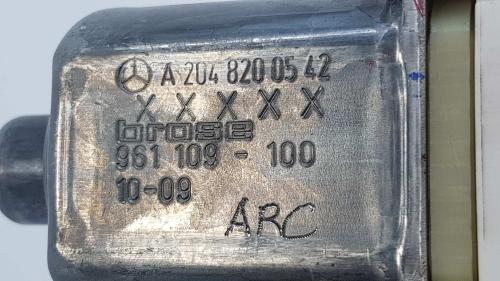 A 204 820 05 42
X X X X X
brose
961 109 - 100
10-09
ARC